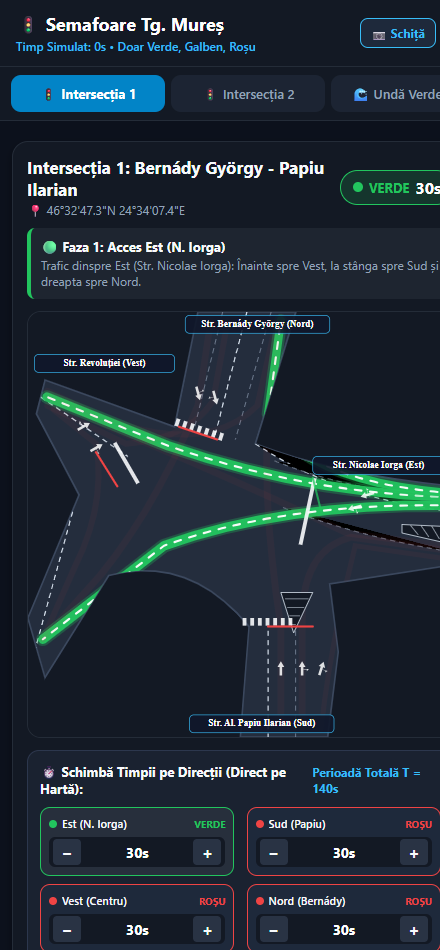 Semafoare Tg. Mureș
Timp Simulat: 0s • Doar Verde, Galben, Roșu
Schiță
Intersecția 1
Intersecția 2
Undă Verde
Intersecția 1: Bernády György - Papiu
Ilarian
46°32'47.3"N 24°34'07.4"E
VERDE 30s
Faza 1: Acces Est (N. Iorga)
Trafic dinspre Est (Str. Nicolae Iorga): Înainte spre Vest, la stânga spre Sud și
dreapta spre Nord.
Str. Bernády György (Nord)
Str. Revoluției (Vest)
Str. Nicolae Iorga (Est)
Str. Al. Papiu Ilarian (Sud)
Schimbă Timpii pe Direcții (Direct pe
Hartă):
Perioadă Totală T =
140s
Est (N. Iorga) VERDE
− 30s +
Sud (Papiu) ROȘU
− 30s +
Vest (Centru) ROȘU
− 30s +
Nord (Bernády) ROȘU
− 30s +